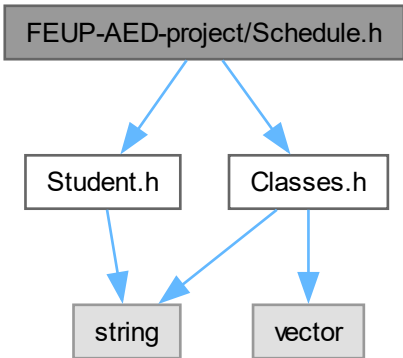 FEUP-AED-project/Schedule.h
Student.h
Classes.h
string
vector